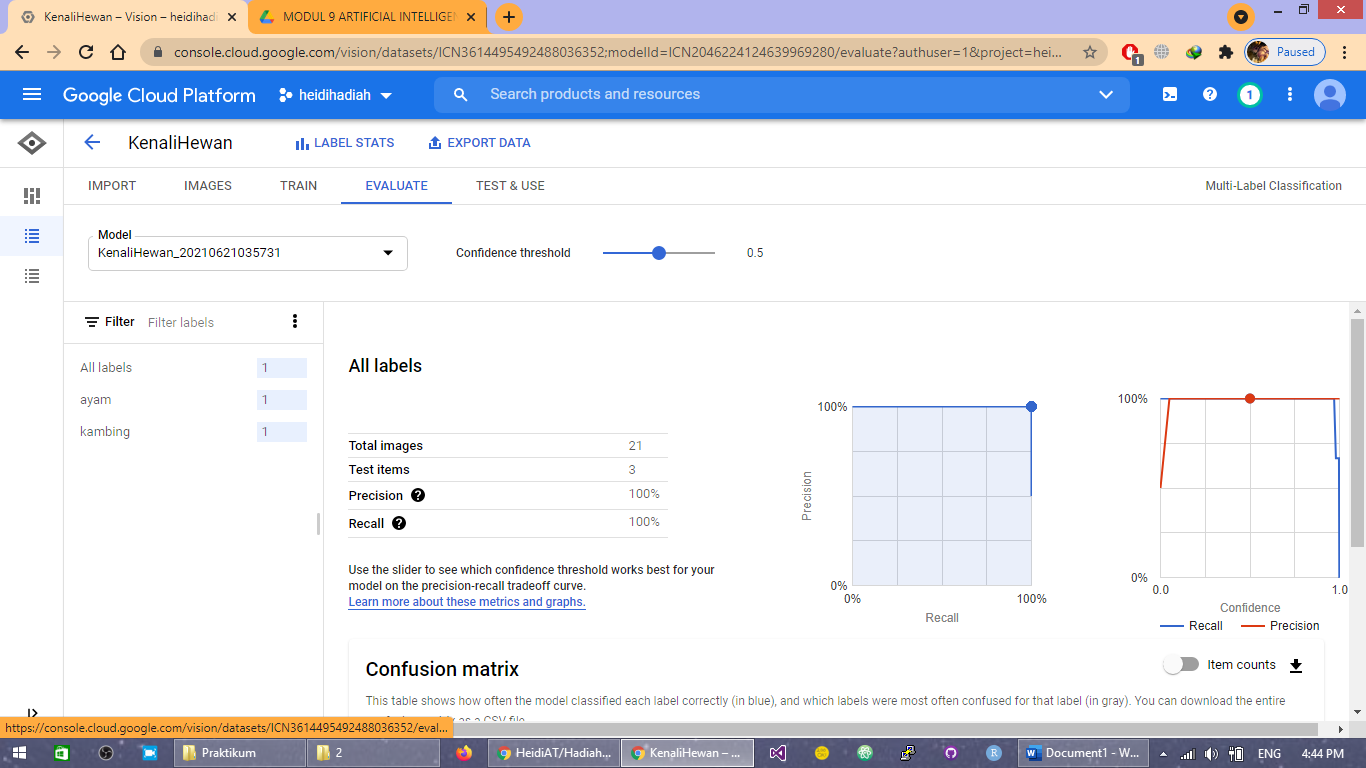 KenaliHewan – Vision – heidihadi
MODUL 9 ARTIFICIAL INTELLIGEN
console.cloud.google.com/vision/datasets/ICN3614495492488036352;modelId=ICN2046224124639969280/evaluate?authuser=1&project=hei...
1
Paused
Google Cloud Platform
heidihadiah
Search products and resources
1
KenaliHewan
LABEL STATS
EXPORT DATA
IMPORT
IMAGES
TRAIN
EVALUATE
TEST & USE
Multi-Label Classification
Model
KenaliHewan_20210621035731
Confidence threshold
0.5
Filter
Filter labels
All labels 1
ayam 1
kambing 1
All labels
Total images 21
Test items 3
Precision 100%
Recall 100%
Use the slider to see which confidence threshold works best for your
model on the precision-recall tradeoff curve.
Learn more about these metrics and graphs.
100%
Precision
0%
0%
100%
Recall
100%
0%
0.0
1.0
Confidence
Recall
Precision
Confusion matrix
Item counts
This table shows how often the model classified each label correctly (in blue), and which labels were most often confused for that label (in gray). You can download the entire
as a CSV file.
https://console.cloud.google.com/vision/datasets/ICN3614495492488036352/eval...
Praktikum
2
HeidiAT/Hadiah...
KenaliHewan – ...
Document1 - W...
ENG
4:44 PM